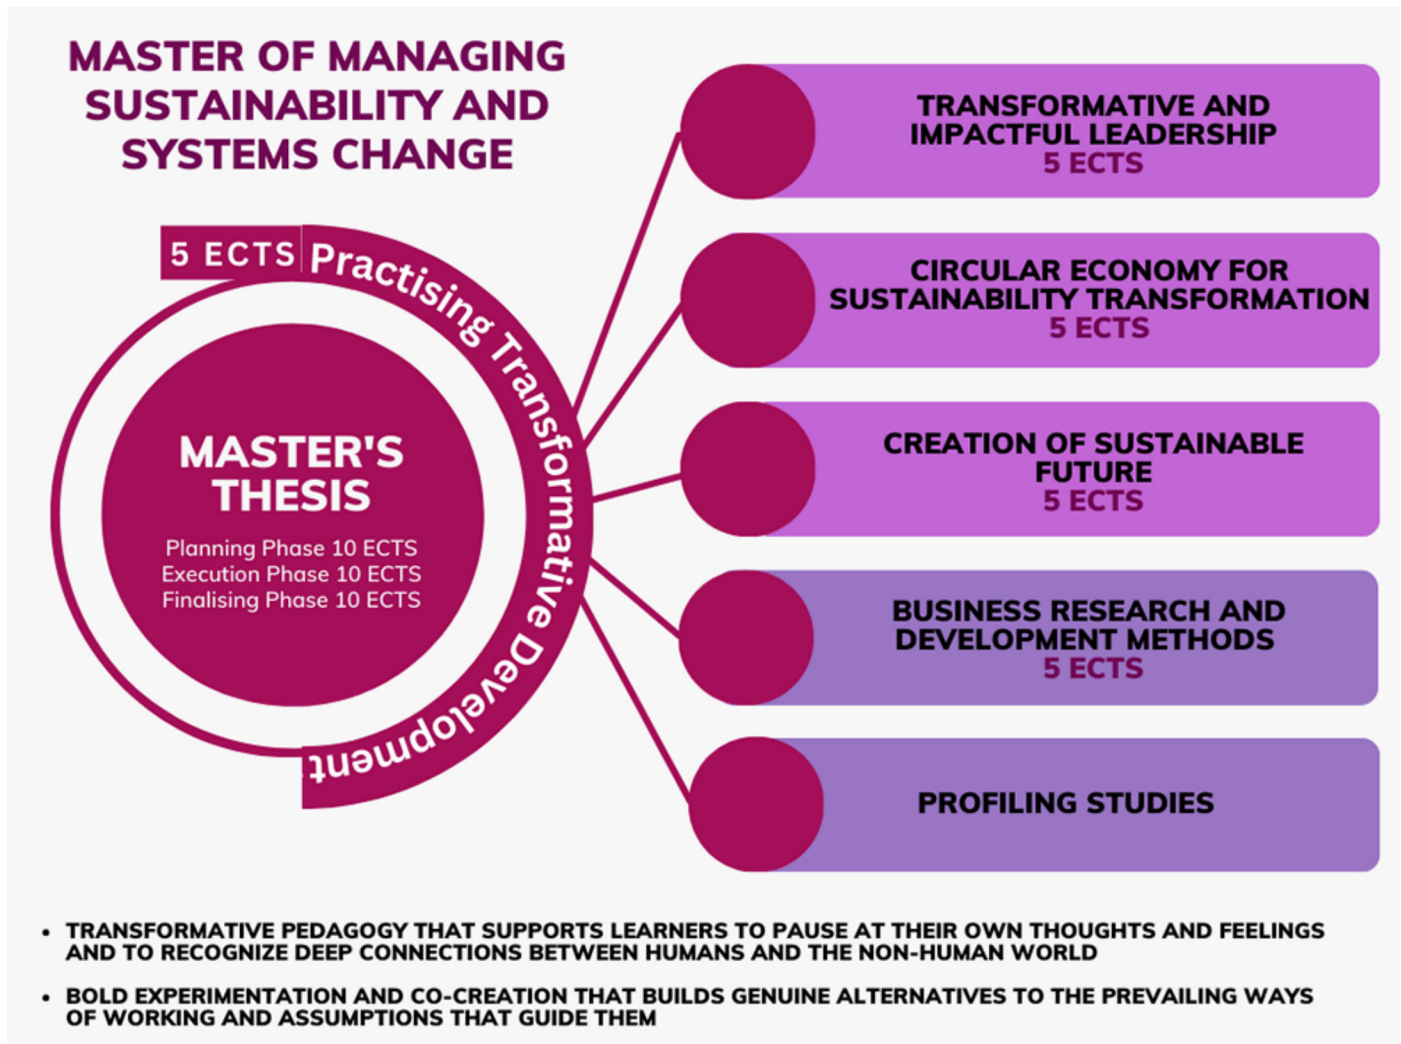 MASTER OF MANAGING
SUSTAINABILITY AND
SYSTEMS CHANGE
5 ECTS Practising Transformative Development
MASTER'S
THESIS
Planning Phase 10 ECTS
Execution Phase 10 ECTS
Finalising Phase 10 ECTS
TRANSFORMATIVE AND
IMPACTFUL LEADERSHIP
5 ECTS
CIRCULAR ECONOMY FOR
SUSTAINABILITY TRANSFORMATION
5 ECTS
CREATION OF SUSTAINABLE
FUTURE
5 ECTS
BUSINESS RESEARCH AND
DEVELOPMENT METHODS
5 ECTS
PROFILING STUDIES
• TRANSFORMATIVE PEDAGOGY THAT SUPPORTS LEARNERS TO PAUSE AT THEIR OWN THOUGHTS AND FEELINGS
AND TO RECOGNIZE DEEP CONNECTIONS BETWEEN HUMANS AND THE NON-HUMAN WORLD
• BOLD EXPERIMENTATION AND CO-CREATION THAT BUILDS GENUINE ALTERNATIVES TO THE PREVAILING WAYS
OF WORKING AND ASSUMPTIONS THAT GUIDE THEM